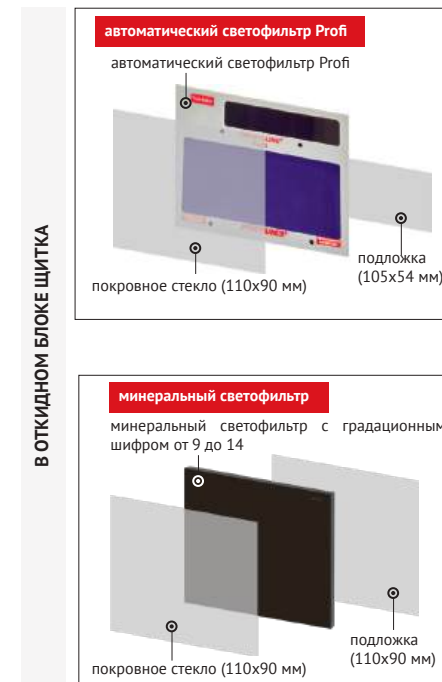 В ОТКИДНОМ БЛОКЕ ЩИТКА
автоматический светофильтр Profi
автоматический светофильтр Profi
покровное стекло (110х90 мм)
подложка
(105х54 мм)
минеральный светофильтр
минеральный светофильтр с градационным
шифром от 9 до 14
покровное стекло (110х90 мм)
подложка
(110х90 мм)